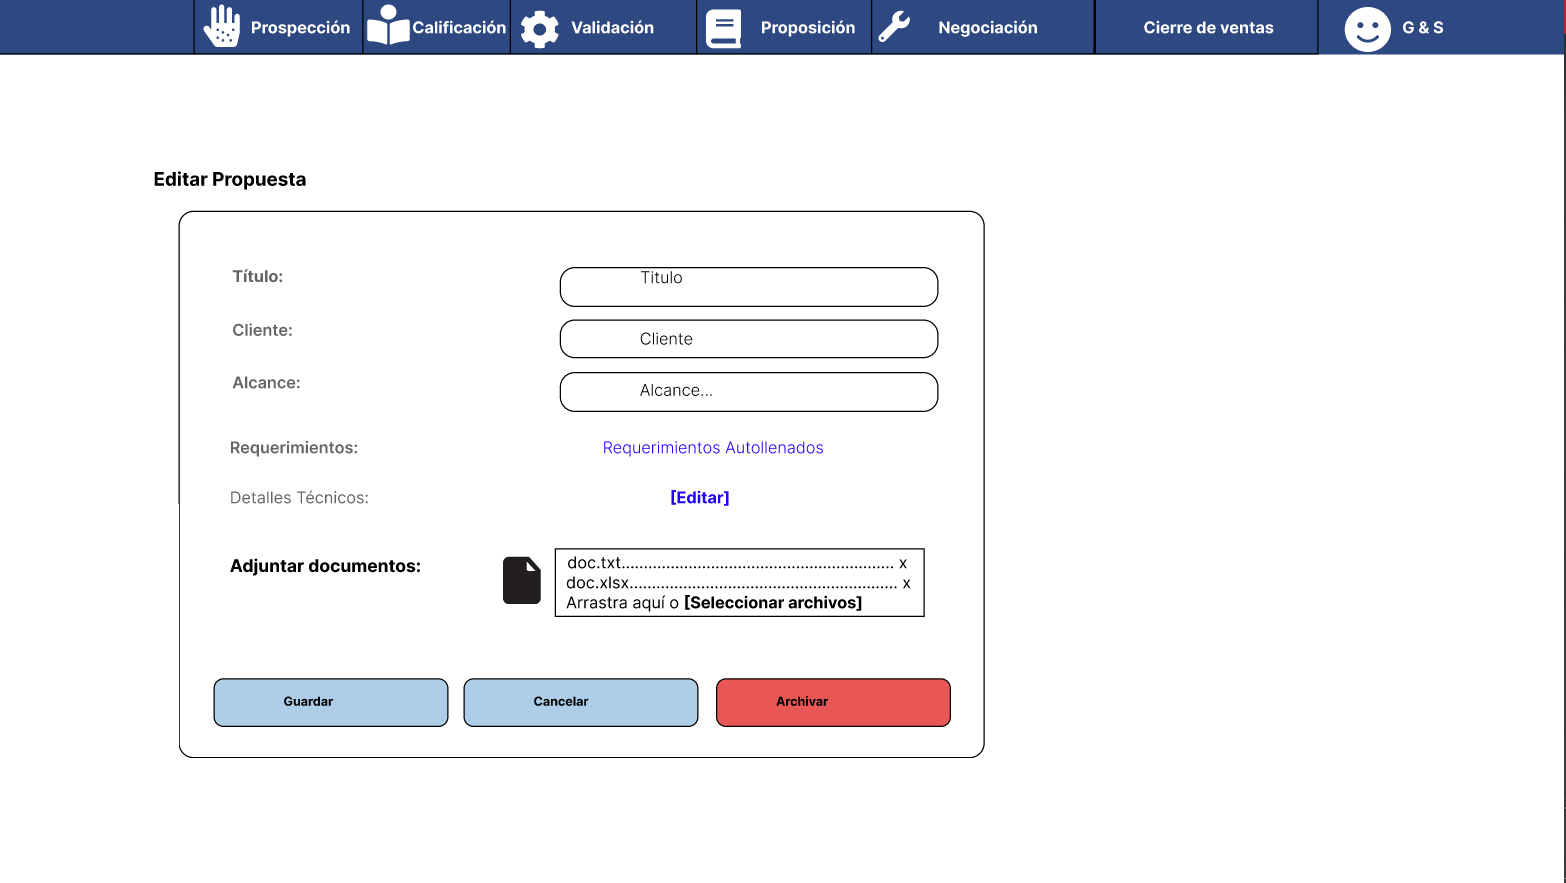 Prospección
Calificación
Validación
Proposición
Negociación
Cierre de ventas
G & S
Editar Propuesta
Título:
Titulo
Cliente:
Cliente
Alcance:
Alcance...
Requerimientos:
Requerimientos Autollenados
Detalles Técnicos:
[Editar]
Adjuntar documentos:
doc.txt............................................................. x
doc.xlsx............................................................ x
Arrastra aquí o [Seleccionar archivos]
Guardar
Cancelar
Archivar